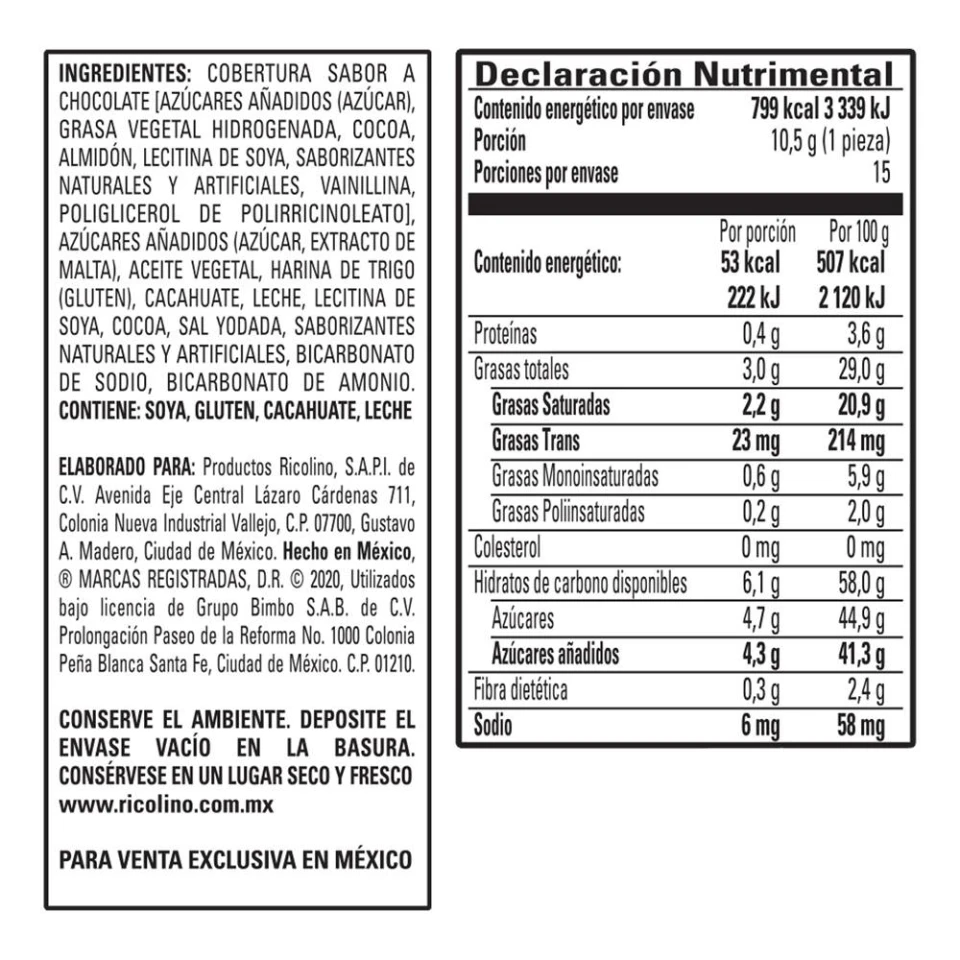 INGREDIENTES: COBERTURA SABOR A
CHOCOLATE [AZÚCARES AÑADIDOS (AZÚCAR),
GRASA VEGETAL HIDROGENADA, COCOA,
ALMIDÓN, LECITINA DE SOYA, SABORIZANTES
NATURALES Y ARTIFICIALES, VAINILLINA,
POLIGLICEROL DE POLIRRICINOLEATO],
AZÚCARES AÑADIDOS (AZÚCAR, EXTRACTO DE
MALTA), ACEITE VEGETAL, HARINA DE TRIGO
(GLUTEN), CACAHUATE, LECHE, LECITINA DE
SOYA, COCOA, SAL YODADA, SABORIZANTES
NATURALES Y ARTIFICIALES, BICARBONATO
DE SODIO, BICARBONATO DE AMONIO.
CONTIENE: SOYA, GLUTEN, CACAHUATE, LECHE
ELABORADO PARA: Productos Ricolino, S.A.P.I. de
C.V. Avenida Eje Central Lázaro Cárdenas 711,
Colonia Nueva Industrial Vallejo, C.P. 07700, Gustavo
A. Madero, Ciudad de México. Hecho en México,
® MARCAS REGISTRADAS, D.R. © 2020, Utilizados
bajo licencia de Grupo Bimbo S.A.B. de C.V.
Prolongación Paseo de la Reforma No. 1000 Colonia
Peña Blanca Santa Fe, Ciudad de México. C.P. 01210.
CONSERVE EL AMBIENTE. DEPOSITE EL
ENVASE VACÍO EN LA BASURA.
CONSÉRVESE EN UN LUGAR SECO Y FRESCO
www.ricolino.com.mx
PARA VENTA EXCLUSIVA EN MÉXICO
Declaración Nutrimental
Contenido energético por envase 799 kcal 3 339 kJ
Porción 10,5 g (1 pieza)
Porciones por envase 15
Por porción Por 100 g
Contenido energético: 53 kcal 507 kcal
222 kJ 2 120 kJ
Proteínas 0,4 g 3,6 g
Grasas totales 3,0 g 29,0 g
Grasas Saturadas 2,2 g 20,9 g
Grasas Trans 23 mg 214 mg
Grasas Monoinsaturadas 0,6 g 5,9 g
Grasas Poliinsaturadas 0,2 g 2,0 g
Colesterol 0 mg 0 mg
Hidratos de carbono disponibles 6,1 g 58,0 g
Azúcares 4,7 g 44,9 g
Azúcares añadidos 4,3 g 41,3 g
Fibra dietética 0,3 g 2,4 g
Sodio 6 mg 58 mg